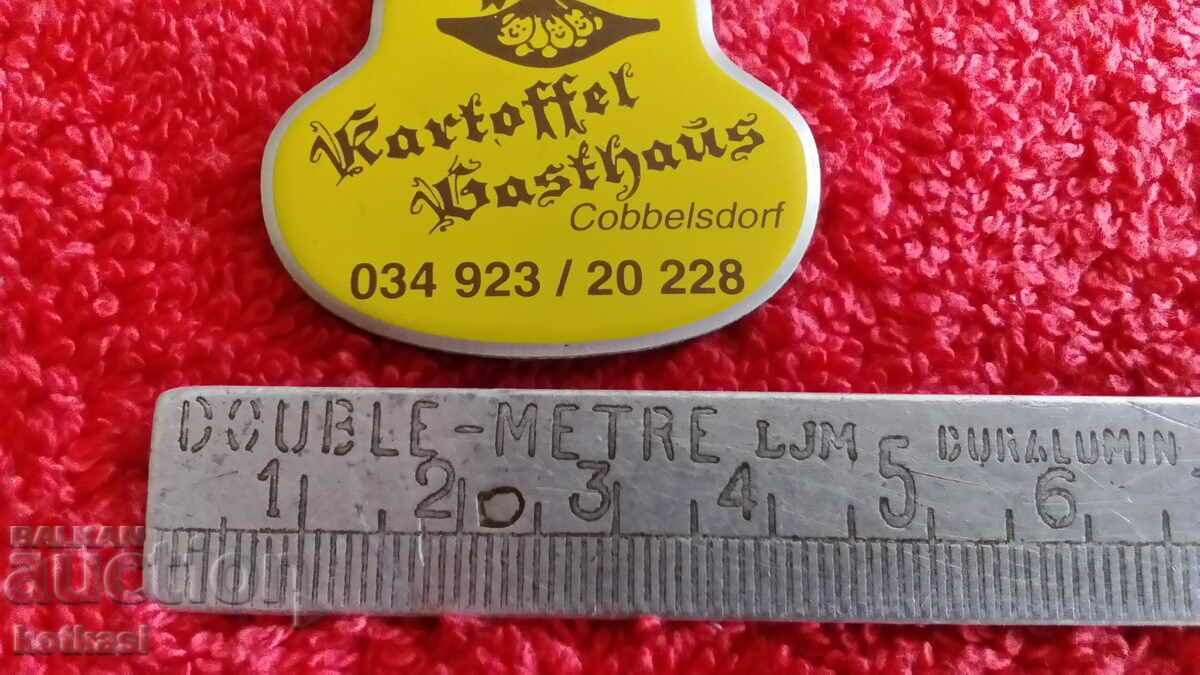 Kartoffel
Gasthaus
Cobbelsdorf
034 923 / 20 228
DOUBLE-METRE LJM DURALUMIN
1 2 3 4 5 6
BALKAN
auction
kotkasl